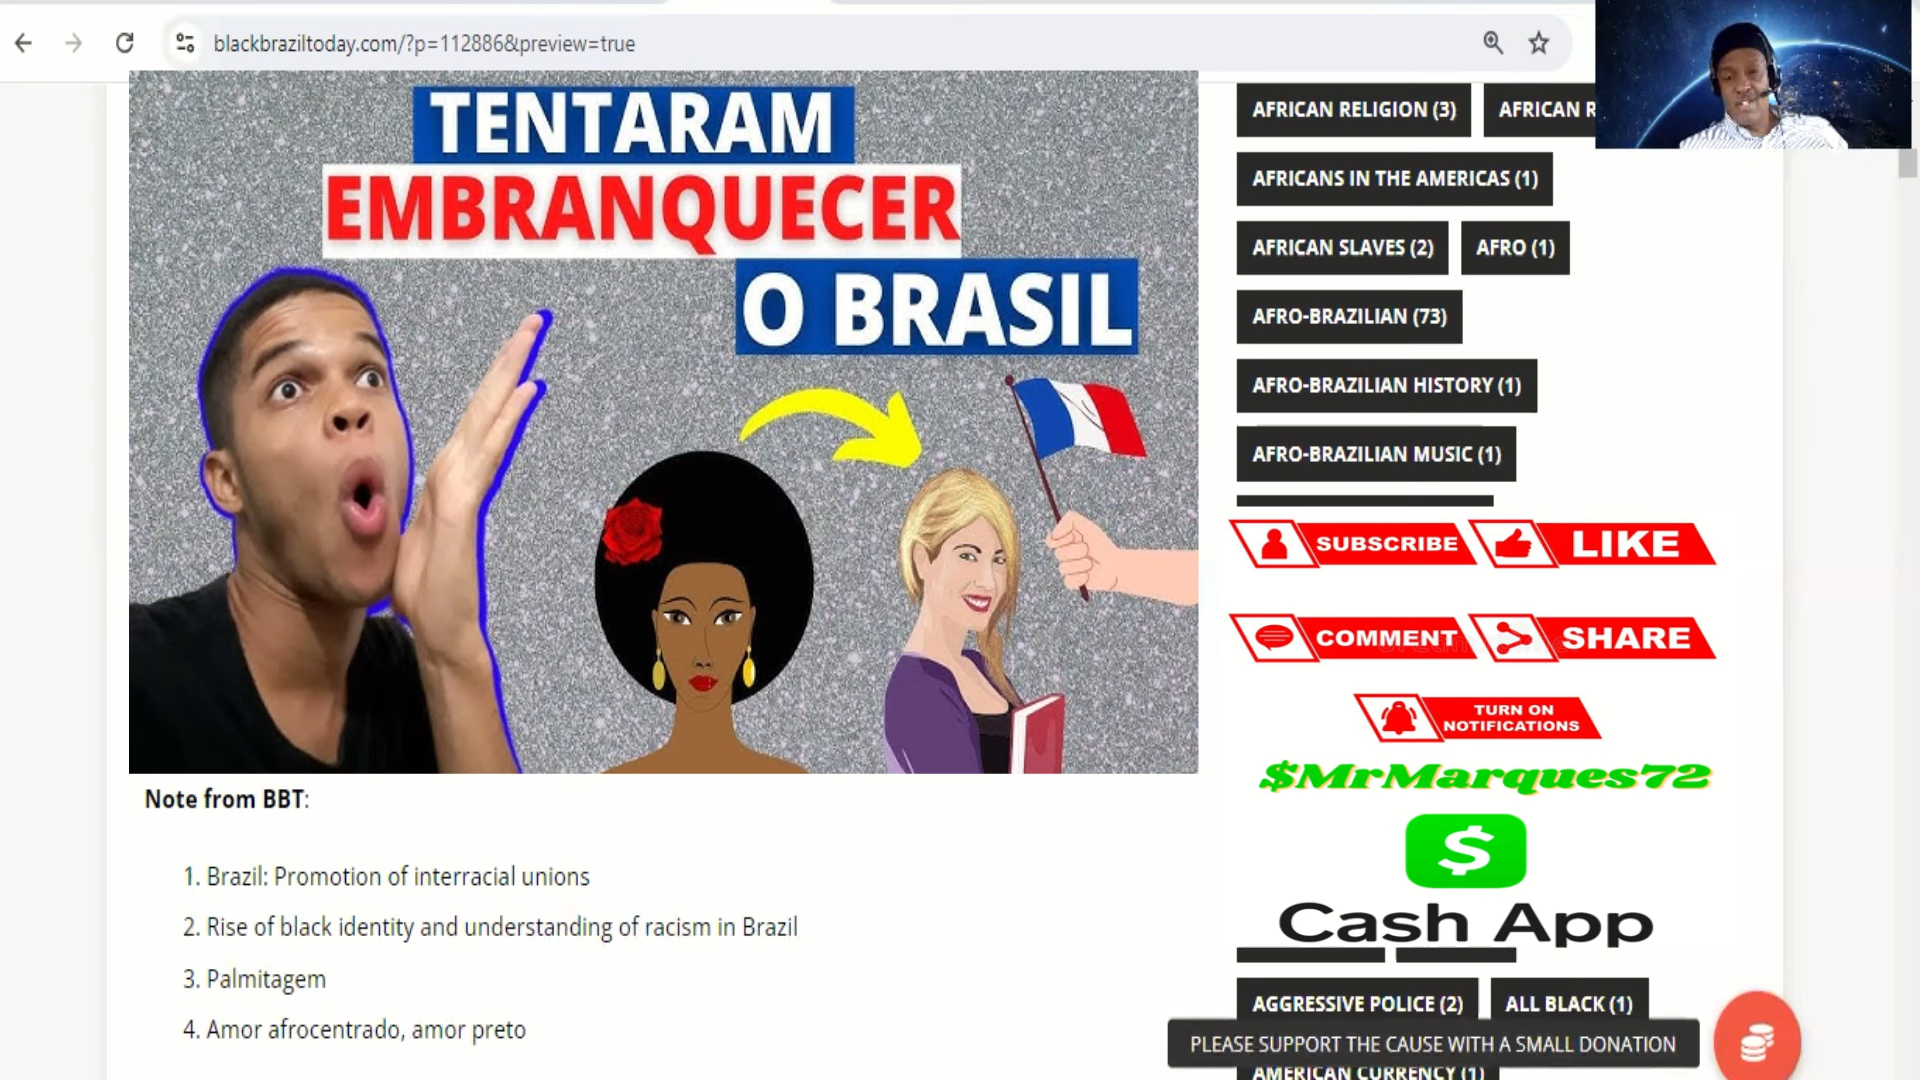 blackbraziltoday.com/?p=112886&preview=true
TENTARAM
EMBRANQUECER
O BRASIL
Note from BBT:
1. Brazil: Promotion of interracial unions
2. Rise of black identity and understanding of racism in Brazil
3. Palmitagem
4. Amor afrocentrado, amor preto
AFRICAN RELIGION (3) AFRICAN R
AFRICANS IN THE AMERICAS (1)
AFRICAN SLAVES (2) AFRO (1)
AFRO-BRAZILIAN (73)
AFRO-BRAZILIAN HISTORY (1)
AFRO-BRAZILIAN MUSIC (1)
SUBSCRIBE LIKE
COMMENT SHARE
TURN ON
NOTIFICATIONS
$MrMarques72
$
Cash App
AGGRESSIVE POLICE (2) ALL BLACK (1)
PLEASE SUPPORT THE CAUSE WITH A SMALL DONATION
AMERICAN CURRENCY (1)